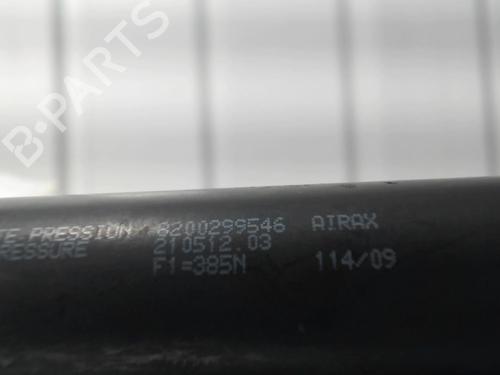 B-PARTS
TE PRESSION 8200299546 AIRAX
RESSURE 210512.03
F1=385N 114/09